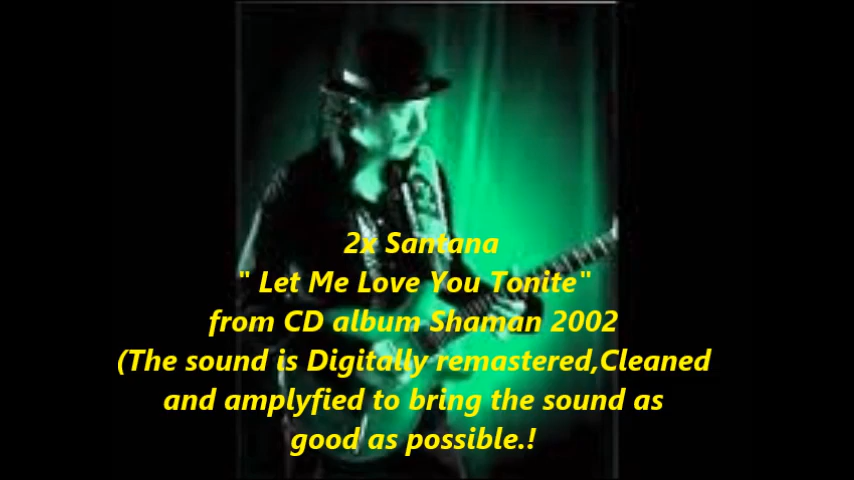 2x Santana
" Let Me Love You Tonite"
from CD album Shaman 2002
(The sound is Digitally remastered,Cleaned
and amplyfied to bring the sound as
good as possible.!